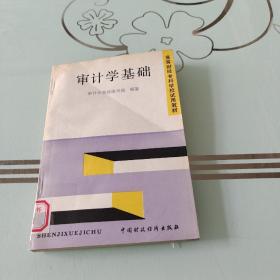 高等财经专科学校试用教材
审计学基础
审计学基础编写组 编著
书
SHENJIXUEJICHU
中国财政经济出版社